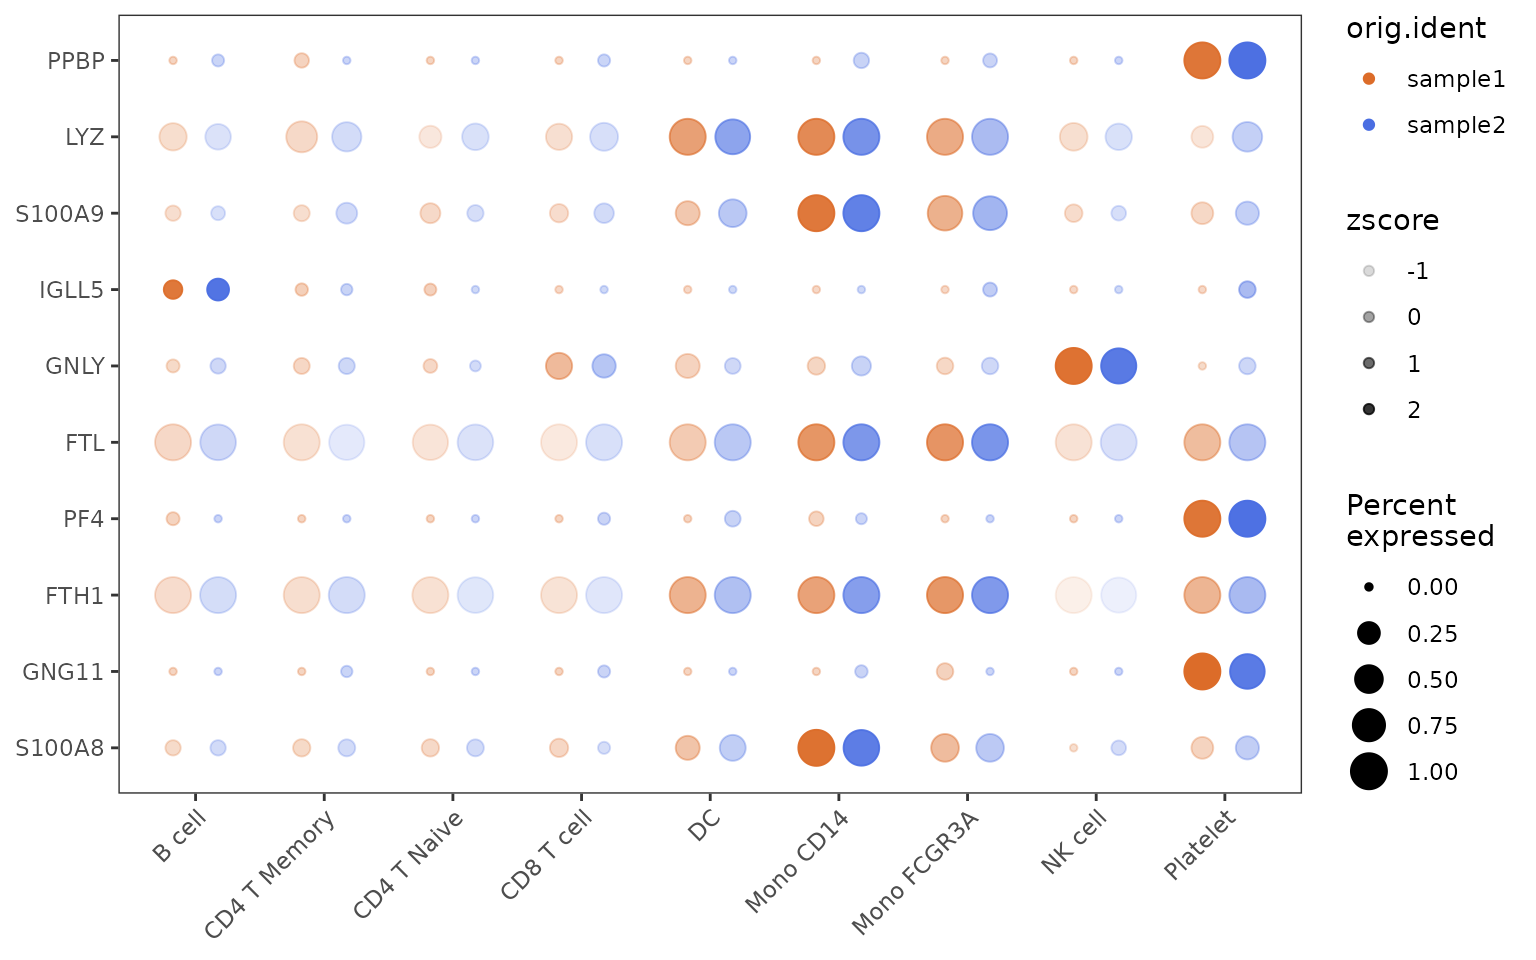 PPBP
LYZ
S100A9
IGLL5
GNLY
FTL
PF4
FTH1
GNG11
S100A8
B cell
CD4 T Memory
CD4 T Naive
CD8 T cell
DC
Mono CD14
Mono FCGR3A
NK cell
Platelet
orig.ident
sample1
sample2
zscore
-1
0
1
2
Percent
expressed
0.00
0.25
0.50
0.75
1.00